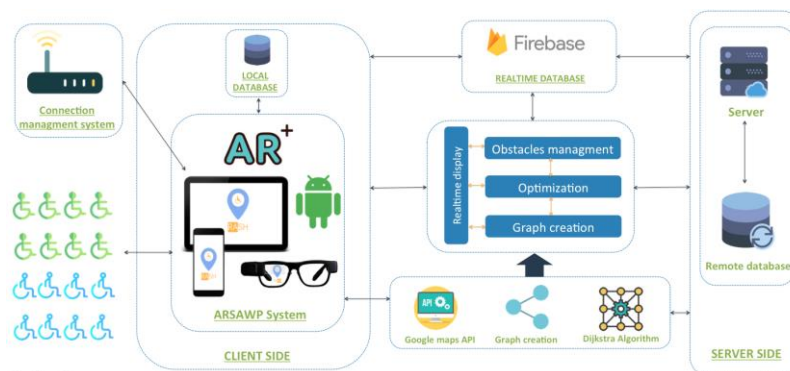 Connection
managment system
LOCAL
DATABASE
AR+
ARSAWP System
CLIENT SIDE
Firebase
REALTIME DATABASE
Realtime display
Obstacles managment
Optimization
Graph creation
API
Google maps API
Graph creation
Dijkstra Algorithm
Server
Remote database
SERVER SIDE